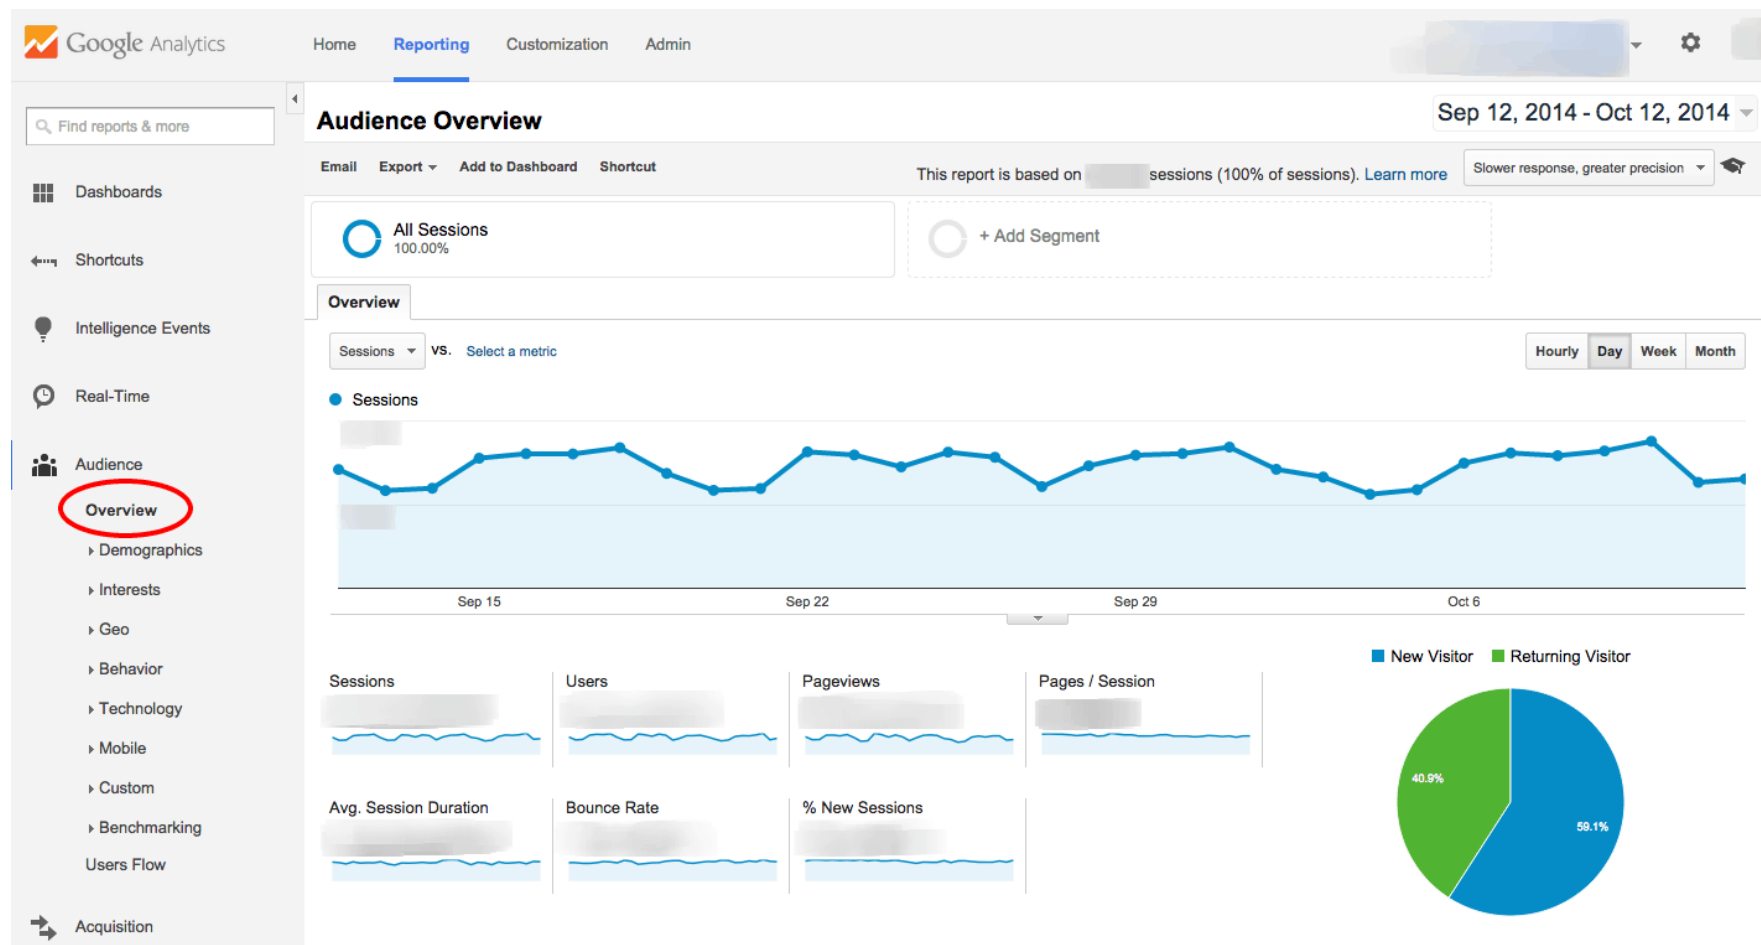 Google Analytics
Home Reporting Customization Admin
Find reports & more
Audience Overview
Sep 12, 2014 - Oct 12, 2014
Email Export Add to Dashboard Shortcut
This report is based on sessions (100% of sessions). Learn more
Slower response, greater precision
Dashboards
Shortcuts
Intelligence Events
Real-Time
Audience
Overview
Demographics
Interests
Geo
Behavior
Technology
Mobile
Custom
Benchmarking
Users Flow
Acquisition
All Sessions
100.00%
+ Add Segment
Overview
Sessions VS. Select a metric
Hourly Day Week Month
Sessions
Sep 15 Sep 22 Sep 29 Oct 6
Sessions Users Pageviews Pages / Session
Avg. Session Duration Bounce Rate % New Sessions
New Visitor Returning Visitor
40.9%
59.1%